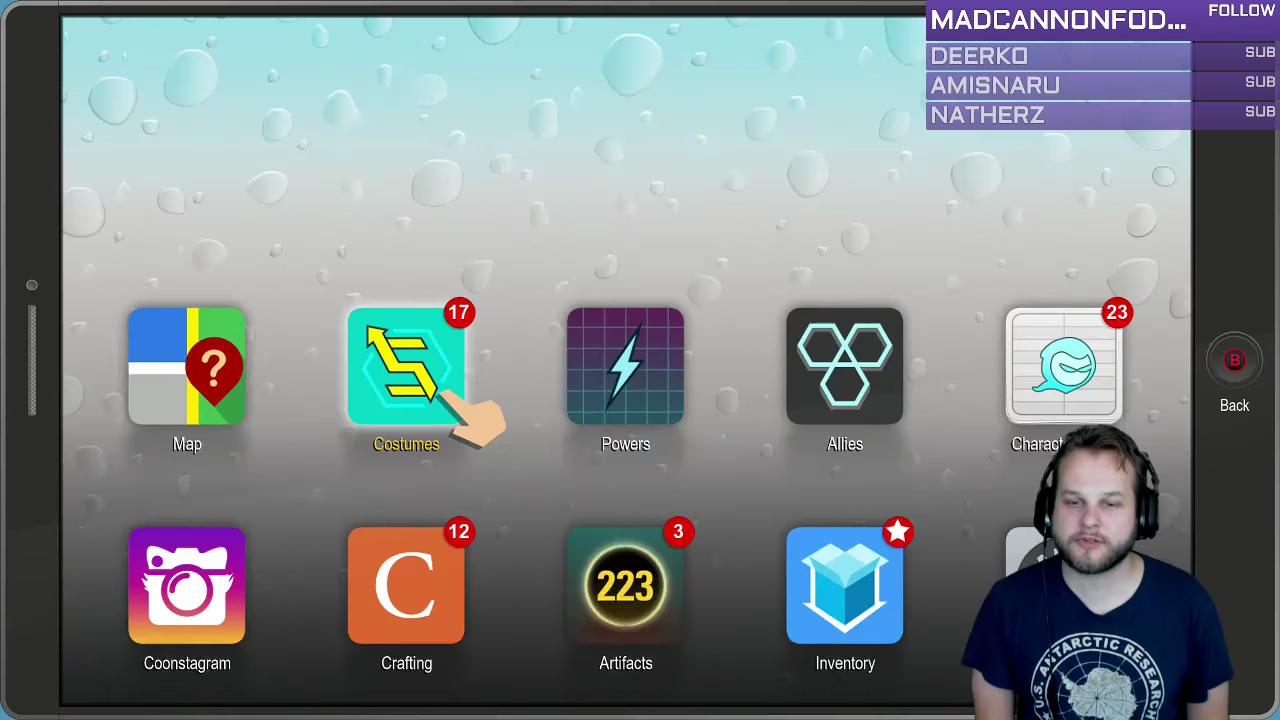 MADCANNONFOD... FOLLOW
DEERKO SUB
AMISNARU SUB
NATHERZ SUB
17
23
?
B
Back
Map
Costumes
Powers
Allies
Charact
12
3
C
223
Coonstagram
Crafting
Artifacts
Inventory
U.S. ANTARCTIC RESEARCH